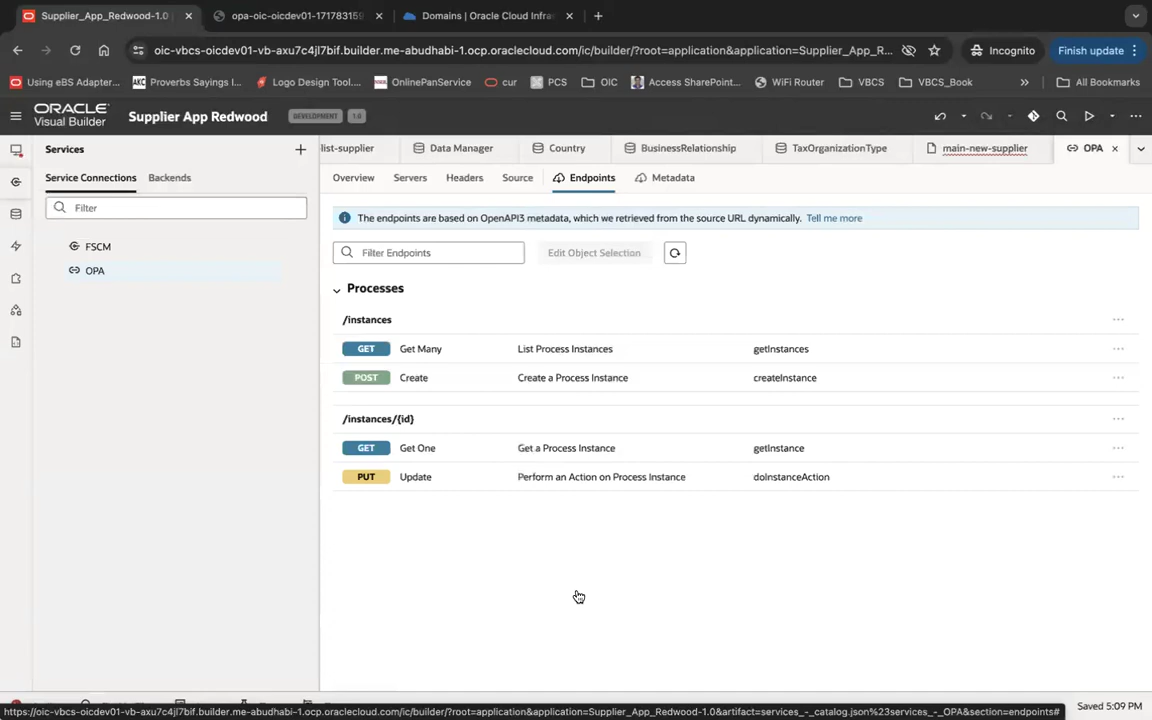 Supplier_App_Redwood-1.0
opa-oic-oicdev01-171783159
Domains | Oracle Cloud Infra
oic-vbcs-oicdev01-vb-axu7c4jl7bif.builder.me-abudhabi-1.ocp.oraclecloud.com/ic/builder/?root=application&application=Supplier_App_R...
Incognito
Finish update
Using eBS Adapter...
Proverbs Sayings I...
Logo Design Tool....
OnlinePanService
cur
PCS
OIC
Access SharePoint...
WiFi Router
VBCS
VBCS_Book
All Bookmarks
ORACLE
Visual Builder
Supplier App Redwood
DEVELOPMENT
1.0
Services
list-supplier
Data Manager
Country
BusinessRelationship
TaxOrganizationType
main-new-supplier
OPA
Service Connections
Backends
Overview
Servers
Headers
Source
Endpoints
Metadata
Filter
The endpoints are based on OpenAPI3 metadata, which we retrieved from the source URL dynamically. Tell me more
FSCM
OPA
Filter Endpoints
Edit Object Selection
Processes
/instances
GET Get Many List Process Instances getInstances
POST Create Create a Process Instance createInstance
/instances/{id}
GET Get One Get a Process Instance getInstance
PUT Update Perform an Action on Process Instance doInstanceAction
https://oic-vbcs-oicdev01-vb-axu7c4jl7bif.builder.me-abudhabi-1.ocp.oraclecloud.com/ic/builder/?root=application&application=Supplier_App_Redwood-1.0&artifact=services_-_catalog.json%23services_-_OPA&section=endpoints#
Saved 5:09 PM